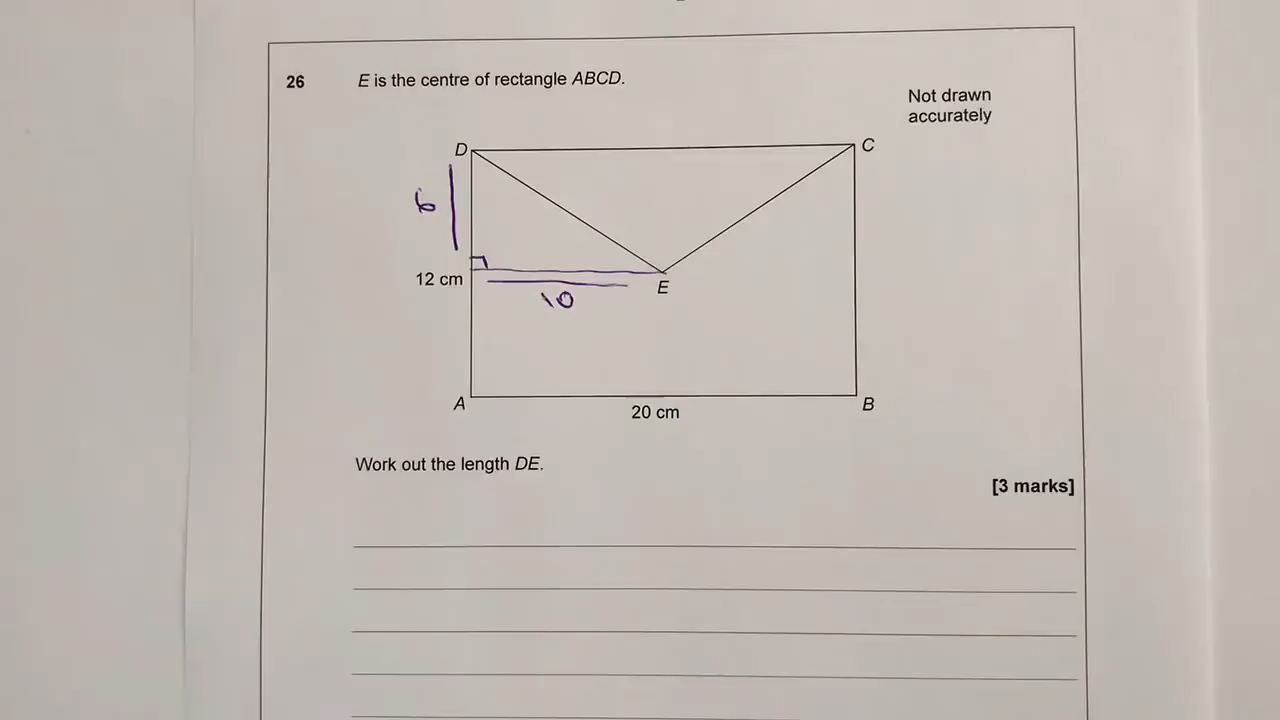 26 E is the centre of rectangle ABCD.
Not drawn
accurately
D
C
6
12 cm
E
10
A
B
20 cm
Work out the length DE.
[3 marks]